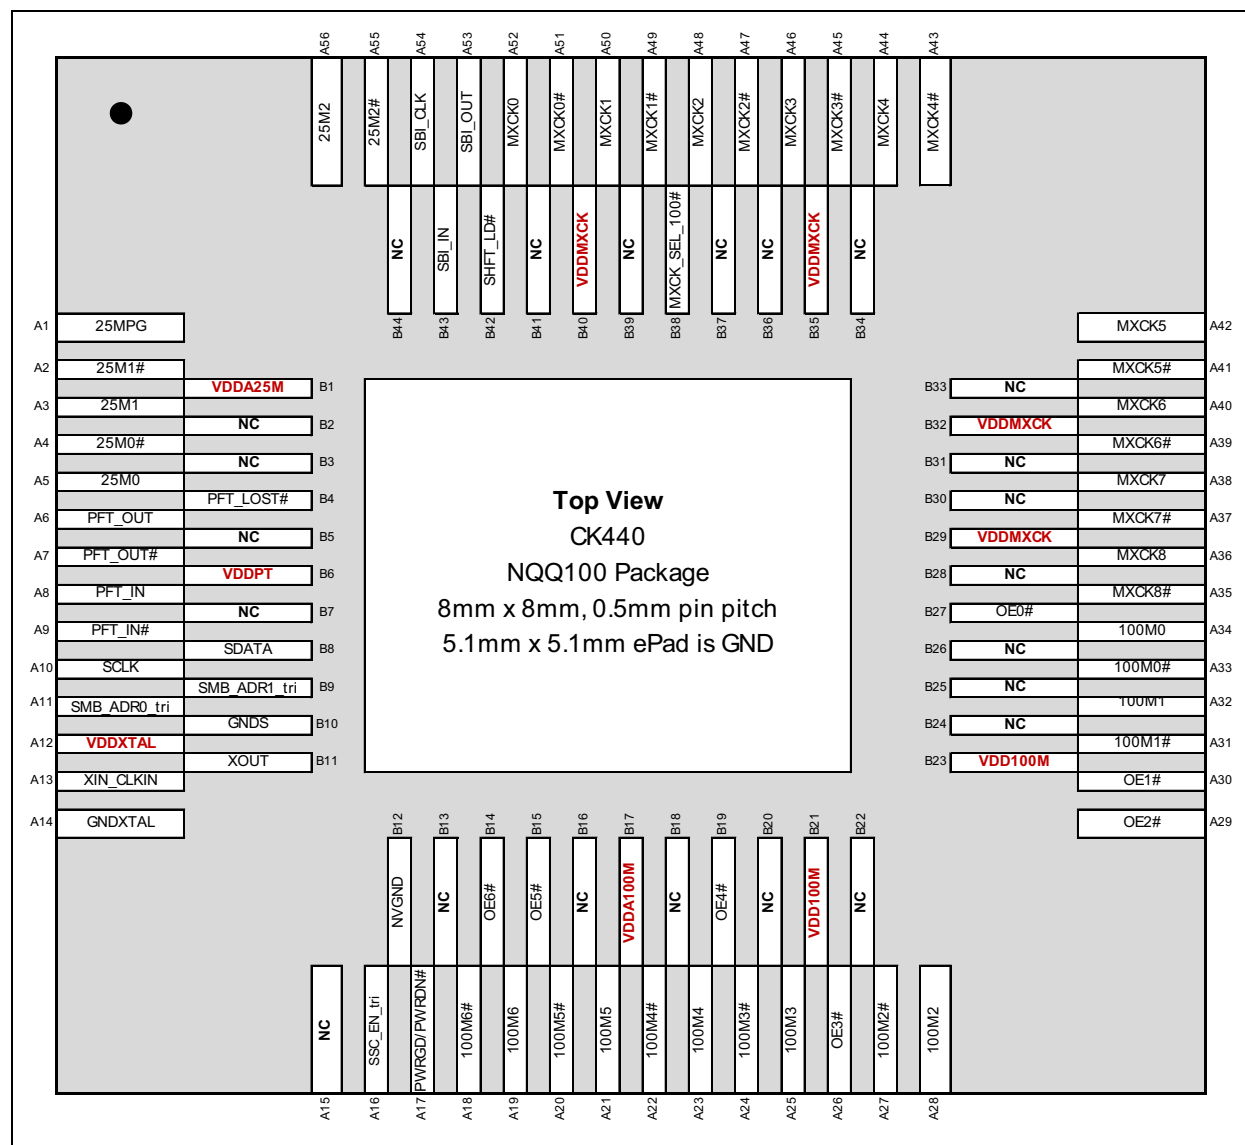 A56 A55 A54 A53 A52 A51 A50 A49 A48 A47 A46 A45 A44 A43
25M2 25M2# SBI_CLK SBI_OUT MXCK0 MXCK0# MXCK1 MXCK1# MXCK2 MXCK2# MXCK3 MXCK3# MXCK4 MXCK4#
NC SBI_IN SHFT_LD# NC VDDMXCK NC MXCK_SEL_100# NC NC VDDMXCK NC
B44 B43 B42 B41 B40 B39 B38 B37 B36 B35 B34
A1 25MPG
MXCK5 A42
A2 25M1#
MXCK5# A41
VDDA25M B1
B33 NC
A3 25M1
MXCK6 A40
NC B2
B32 VDDMXCK
A4 25M0#
MXCK6# A39
NC B3
B31 NC
A5 25M0
MXCK7 A38
PFT_LOST# B4
B30 NC
A6 PFT_OUT
MXCK7# A37
NC B5
B29 VDDMXCK
A7 PFT_OUT#
MXCK8 A36
VDDPT B6
B28 NC
A8 PFT_IN
MXCK8# A35
NC B7
B27 OE0#
A9 PFT_IN#
100M0 A34
SDATA B8
B26 NC
A10 SCLK
100M0# A33
SMB_ADR1_tri B9
B25 NC
A11 SMB_ADR0_tri
100M1 A32
GNDS B10
B24 NC
A12 VDDXTAL
100M1# A31
XOUT B11
B23 VDD100M
A13 XIN_CLKIN
OE1# A30
A14 GNDXTAL
OE2# A29
Top View
CK440
NQQ100 Package
8mm x 8mm, 0.5mm pin pitch
5.1mm x 5.1mm ePad is GND
B12 B13 B14 B15 B16 B17 B18 B19 B20 B21 B22
NVGND NC OE6# OE5# NC VDDA100M NC OE4# NC VDD100M NC
NC SSC_EN_tri PWRGD/PWRDN# 100M6# 100M6 100M5# 100M5 100M4# 100M4 100M3# 100M3 OE3# 100M2# 100M2
A15 A16 A17 A18 A19 A20 A21 A22 A23 A24 A25 A26 A27 A28